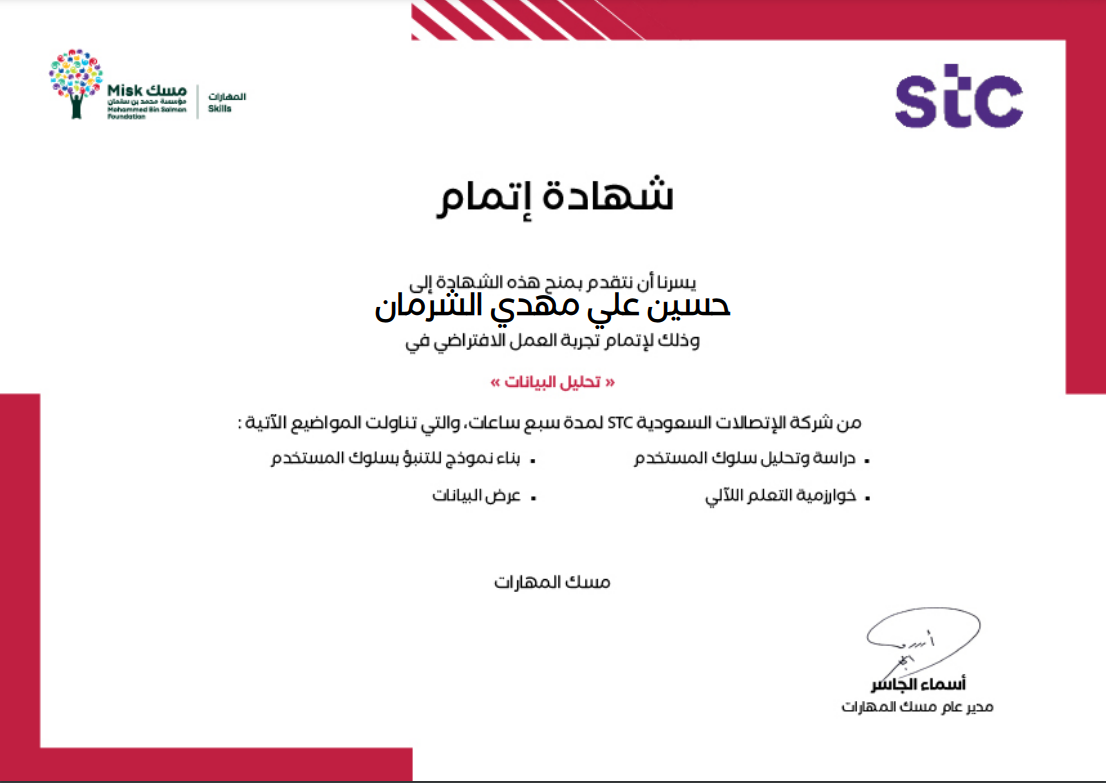 Misk مسك
مؤسسة محمد بن سلمان
Mohammed Bin Salman
Foundation
المهارات
Skills
stc
شهادة إتمام
يسرنا أن نتقدم بمنح هذه الشهادة إلى
حسين علي مهدي الشرمان
وذلك لإتمام تجربة العمل الافتراضي في
« تحليل البيانات »
من شركة الإتصالات السعودية STC لمدة سبع ساعات، والتي تناولت المواضيع الآتية :
• دراسة وتحليل سلوك المستخدم
• بناء نموذج للتنبؤ بسلوك المستخدم
• خوارزمية التعلم اللآلي
• عرض البيانات
مسك المهارات
أسماء الجاسر
مدير عام مسك المهارات